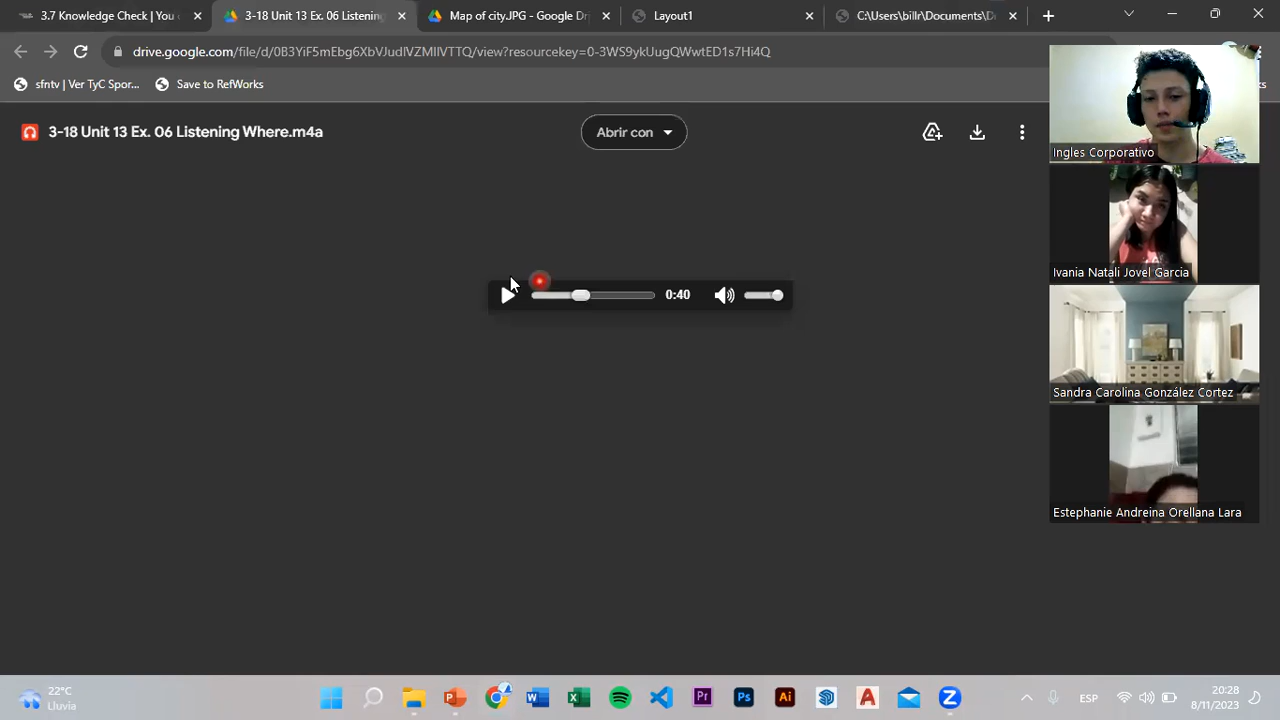 3.7 Knowledge Check | You
3-18 Unit 13 Ex. 06 Listening
Map of city.JPG - Google Dr
Layout1
C:\Users\billr\Documents\D
drive.google.com/file/d/0B3YiF5mEbg6XbVJudlVZMllVTTQ/view?resourcekey=0-3WS9ykUugQWwtED1s7Hi4Q
sfntv | Ver TyC Spor...
Save to RefWorks
3-18 Unit 13 Ex. 06 Listening Where.m4a
Abrir con
0:40
Ingles Corporativo
Ivania Natali Jovel Garcia
Sandra Carolina González Cortez
Estephanie Andreina Orellana Lara
22°C
Lluvia
ESP
20:28
8/11/2023